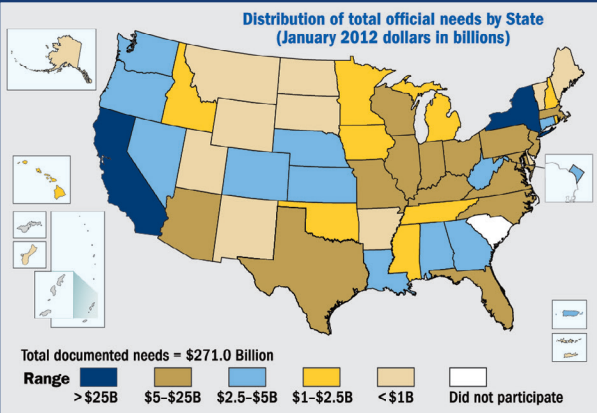 Distribution of total official needs by State
(January 2012 dollars in billions)
Total documented needs = $271.0 Billion
Range
> $25B
$5–$25B
$2.5–$5B
$1–$2.5B
< $1B
Did not participate